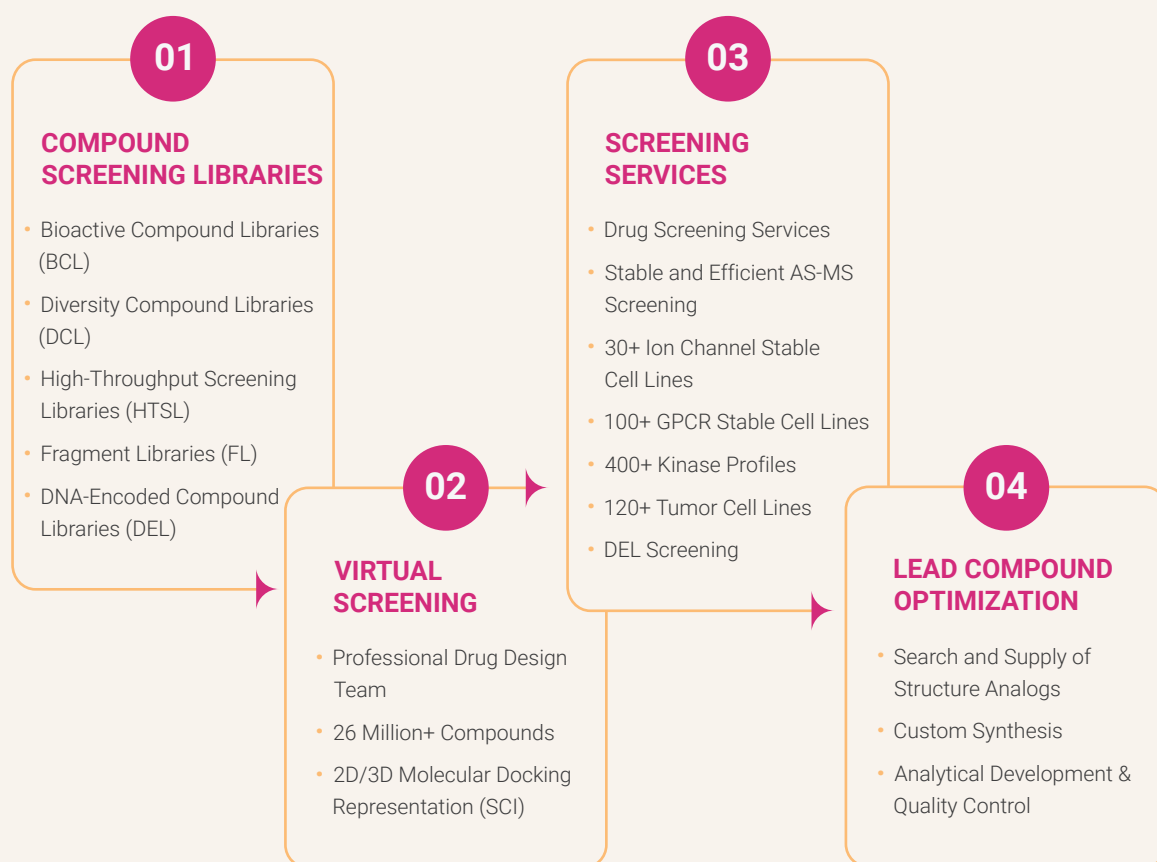 01
COMPOUND
SCREENING LIBRARIES
• Bioactive Compound Libraries
(BCL)
• Diversity Compound Libraries
(DCL)
• High-Throughput Screening
Libraries (HTSL)
• Fragment Libraries (FL)
• DNA-Encoded Compound
Libraries (DEL)
02
VIRTUAL
SCREENING
• Professional Drug Design
Team
• 26 Million+ Compounds
• 2D/3D Molecular Docking
Representation (SCI)
03
SCREENING
SERVICES
• Drug Screening Services
• Stable and Efficient AS-MS
Screening
• 30+ Ion Channel Stable
Cell Lines
• 100+ GPCR Stable Cell Lines
• 400+ Kinase Profiles
• 120+ Tumor Cell Lines
• DEL Screening
04
LEAD COMPOUND
OPTIMIZATION
• Search and Supply of
Structure Analogs
• Custom Synthesis
• Analytical Development &
Quality Control